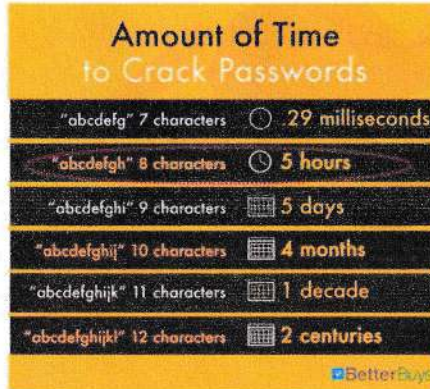 Amount of Time
to Crack Passwords
"abcdefg" 7 characters .29 milliseconds
"abcdefgh" 8 characters 5 hours
"abcdefghi" 9 characters 5 days
"abcdefghij" 10 characters 4 months
"abcdefghijk" 11 characters 1 decade
"abcdefghijkl" 12 characters 2 centuries
BetterBuys